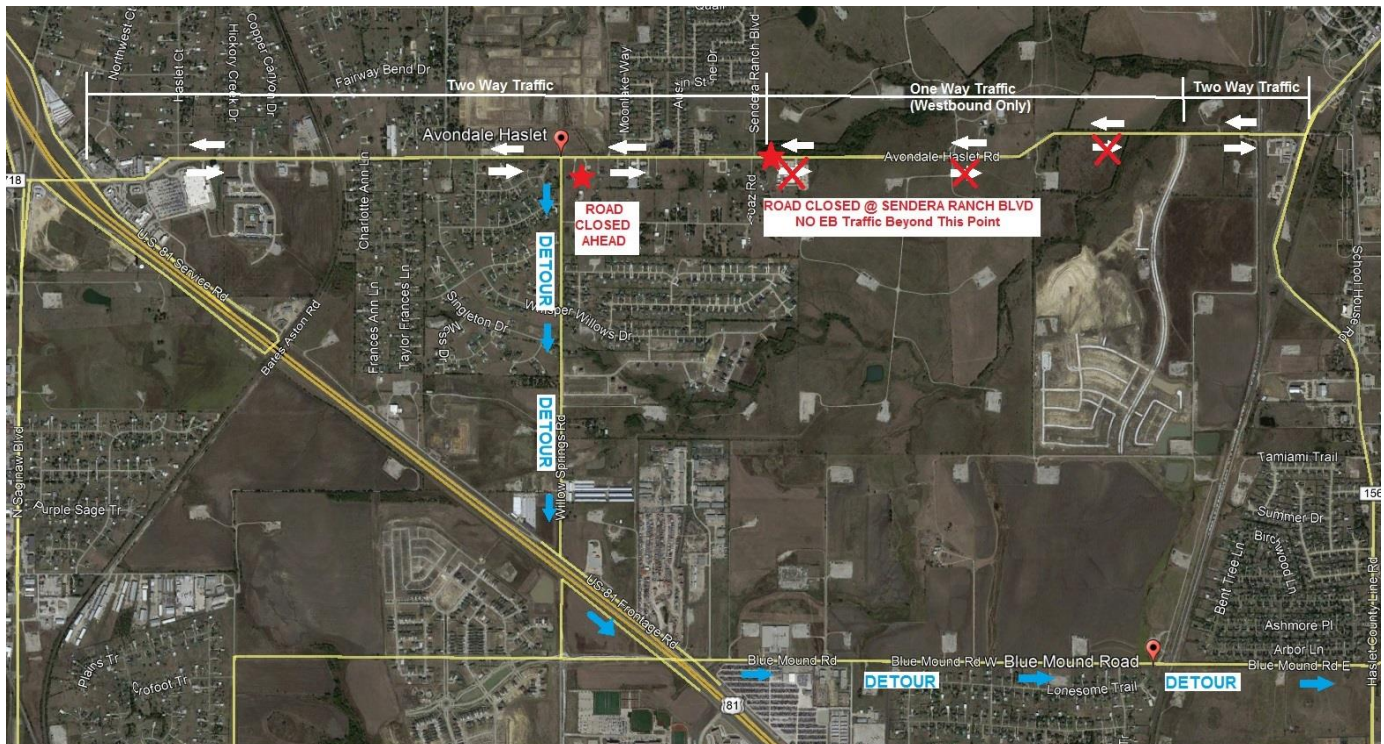 Northwest Ct
Haslet Ct
Hickory Creek Dr
Copper Canyon Dr
Fairway Bend Dr
Moonlake Way
Sendera Ranch Blvd
Two Way Traffic
One Way Traffic
(Westbound Only)
Two Way Traffic
Avondale Haslet
Avondale Haslet Rd
718
Charlotte Ann Ln
ROAD
CLOSED
AHEAD
ROAD CLOSED @ SENDERA RANCH BLVD
NO EB Traffic Beyond This Point
DETOUR
U.S. 81 Service Rd
Bates Aston Rd
Frances Ann Ln
Taylor Frances Ln
Singleton Dr
Moss Dr
Whisper Willows Dr
School House Rd
DETOUR
Willow Springs Rd
N Saginaw Blvd
Purple Sage Tr
Tamiami Trail
156
Summer Dr
Birchwood Ln
Bent Tree Ln
Ashmore Pl
Arbor Ln
Haslet County Line Rd
US-81 Frontage Rd
Plains Tr
Crofoot Tr
Blue Mound Rd
Blue Mound Rd W
Blue Mound Road
Blue Mound Rd E
DETOUR
Lonesome Trail
DETOUR
81